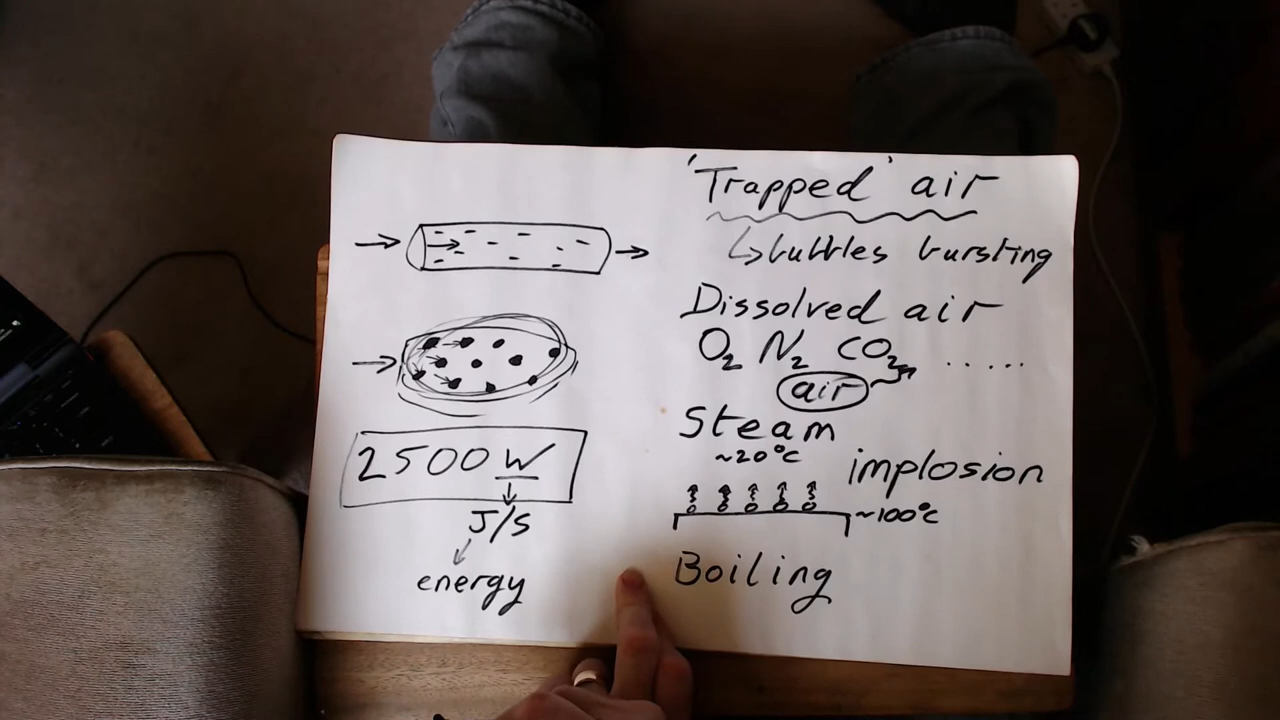 2500 W
J/S
energy
'Trapped' air
↳ bubbles bursting
Dissolved air
O₂ N₂ CO₂ ......
air
Steam
~20°C
implosion
~100°C
Boiling